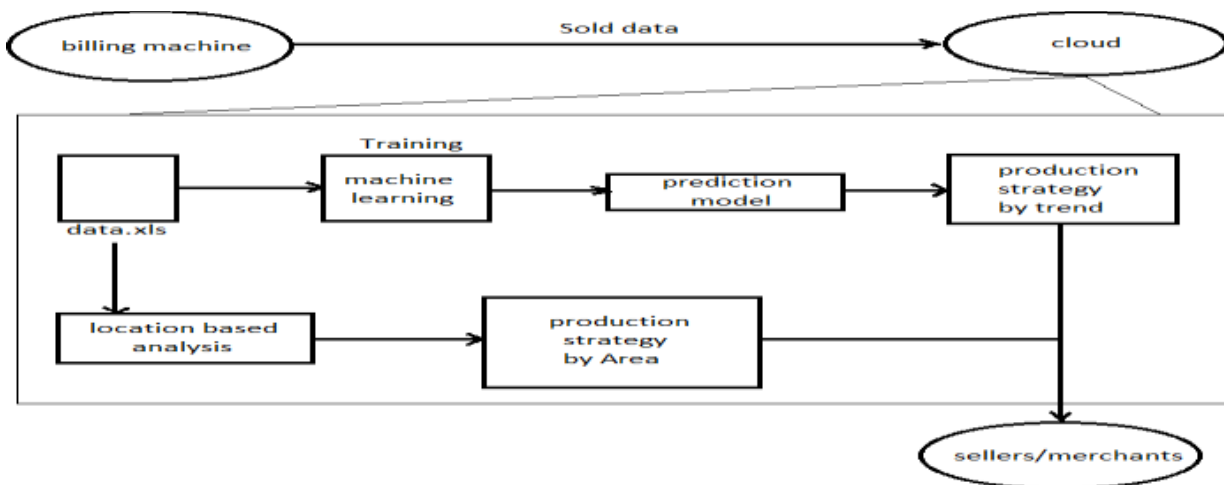 Sold data
billing machine
cloud
Training
machine
learning
prediction
model
production
strategy
by trend
data.xls
location based
analysis
production
strategy
by Area
sellers/merchants